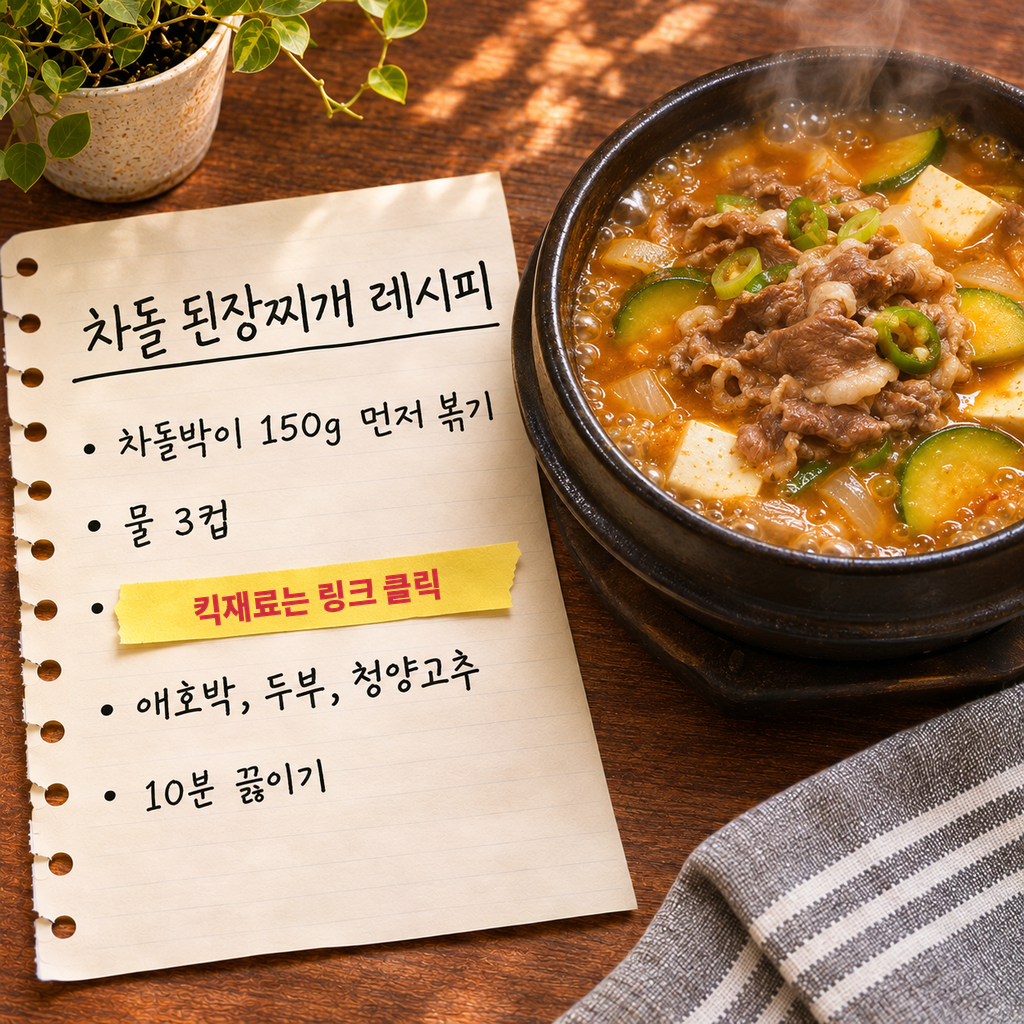 차돌 된장찌개 레시피
• 차돌박이 150g 먼저 볶기
• 물 3컵
• 킥재료는 링크 클릭
• 애호박, 두부, 청양고추
• 10분 끓이기